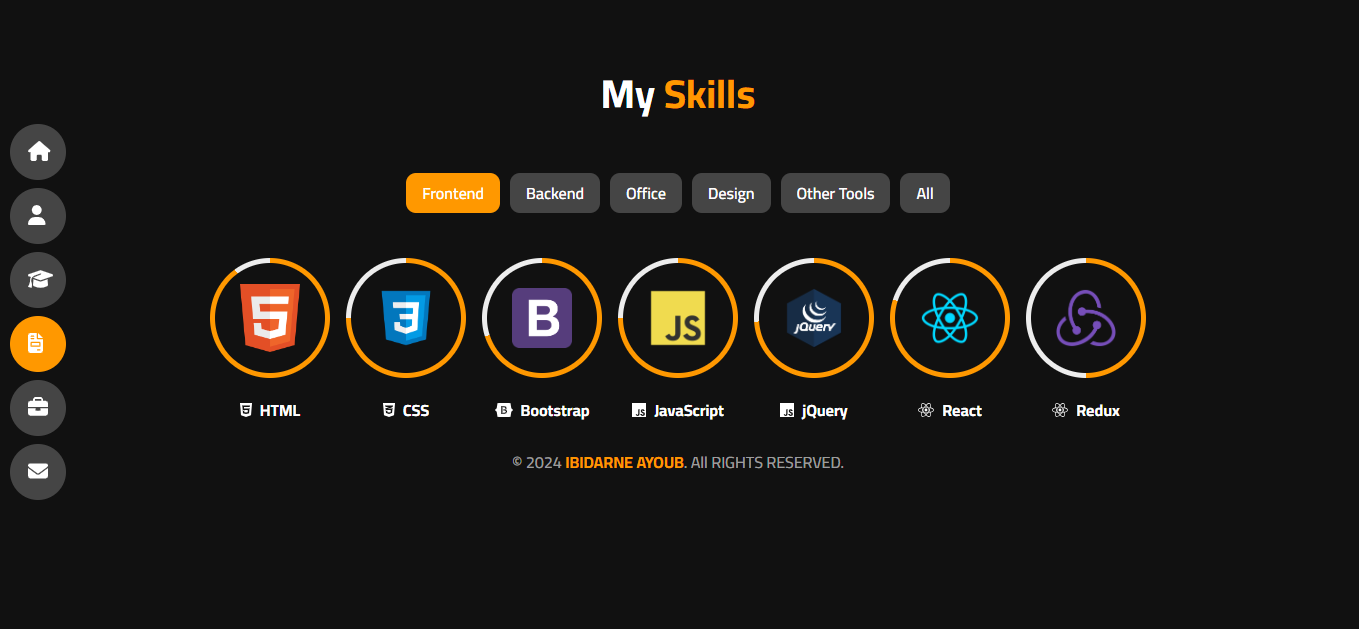 My Skills
Frontend Backend Office Design Other Tools All
5 3 B JS jQuery
HTML CSS Bootstrap JavaScript jQuery React Redux
© 2024 IBIDARNE AYOUB. All RIGHTS RESERVED.